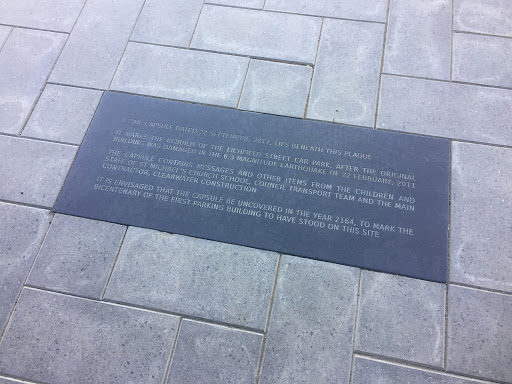 TIME CAPSULE DATED 22 SEPTEMBER, 2017, LIES BENEATH THIS PLAQUE
IT MARKS THE REBUILD OF THE LICHFIELD STREET CAR PARK, AFTER THE ORIGINAL
BUILDING WAS DAMAGED IN THE 6.3 MAGNITUDE EARTHQUAKE OF 22 FEBRUARY, 2011
THE CAPSULE CONTAINS MESSAGES AND OTHER ITEMS FROM THE CHILDREN AND
STAFF OF ST MICHAEL'S CHURCH SCHOOL, COUNCIL TRANSPORT TEAM AND THE MAIN
CONTRACTOR, CLEARWATER CONSTRUCTION
IT IS ENVISAGED THAT THE CAPSULE BE UNCOVERED IN THE YEAR 2164, TO MARK THE
BICENTENARY OF THE FIRST PARKING BUILDING TO HAVE STOOD ON THIS SITE